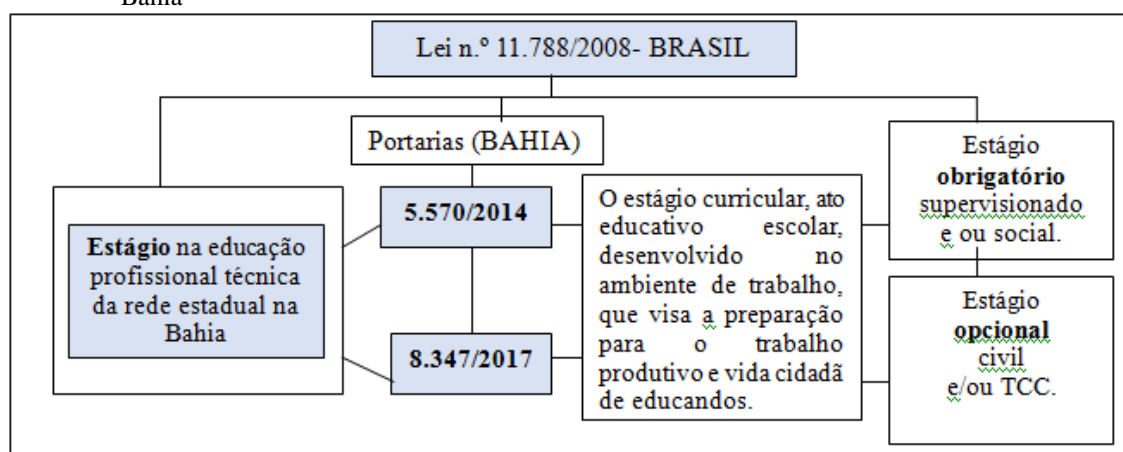 Bahia
Lei n.º 11.788/2008- BRASIL
Portarias (BAHIA)
Estágio na educação
profissional técnica
da rede estadual na
Bahia
5.570/2014
8.347/2017
O estágio curricular, ato
educativo escolar,
desenvolvido no
ambiente de trabalho,
que visa a preparação
para o trabalho
produtivo e vida cidadã
de educandos.
Estágio
obrigatório
supervisionado
e ou social.
Estágio
opcional
civil
e/ou TCC.